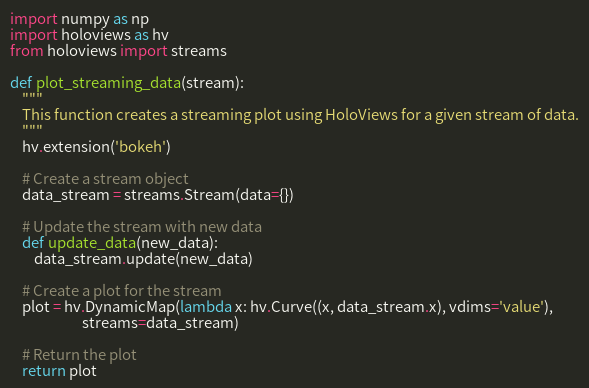 import numpy as np
import holoviews as hv
from holoviews import streams

def plot_streaming_data(stream):
    """
    This function creates a streaming plot using HoloViews for a given stream of data.
    """
    hv.extension('bokeh')

    # Create a stream object
    data_stream = streams.Stream(data={})

    # Update the stream with new data
    def update_data(new_data):
        data_stream.update(new_data)

    # Create a plot for the stream
    plot = hv.DynamicMap(lambda x: hv.Curve((x, data_stream.x), vdims='value'),
                         streams=data_stream)

    # Return the plot
    return plot